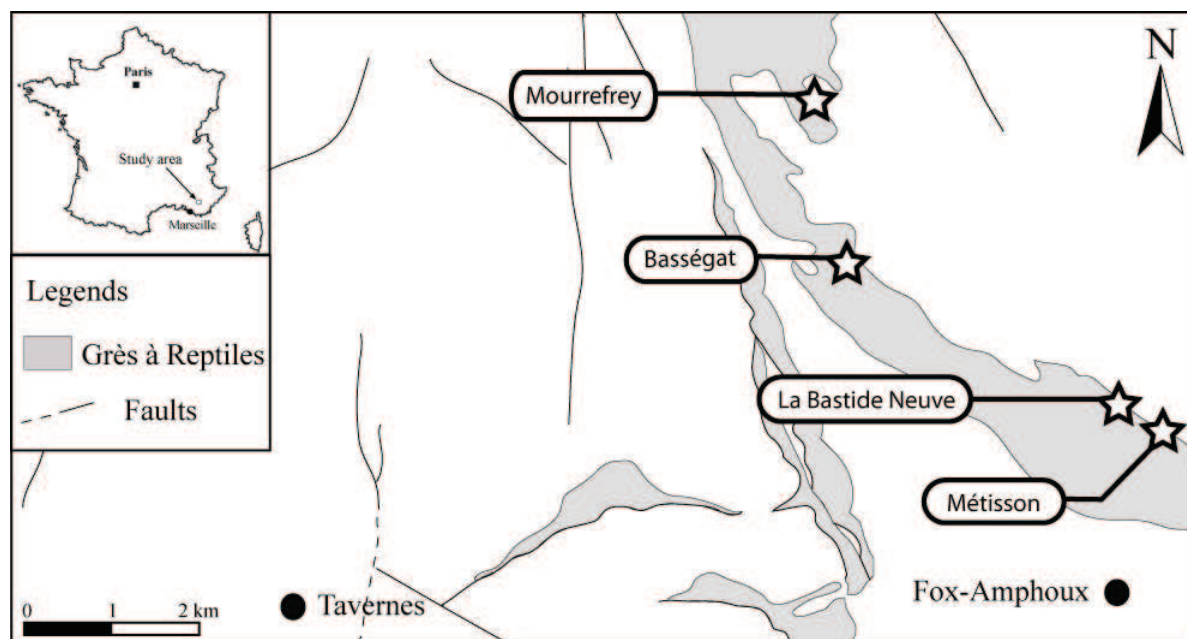 Paris
Study area
Marseille
Legends
Grès à Reptiles
Faults
0 1 2 km
N
Mourrefrey
Basségat
La Bastide Neuve
Métisson
Tavernes
Fox-Amphoux